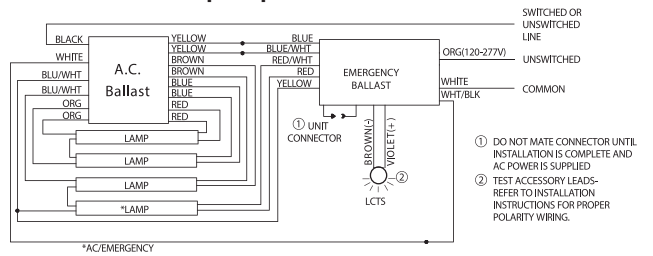 SWITCHED OR
UNSWITCHED
LINE
BLACK
YELLOW
BLUE
YELLOW
BLUE/WHT
ORG(120-277V)
UNSWITCHED
WHITE
BROWN
RED/WHT
BROWN
RED
BLU/WHT
BLUE
YELLOW
BLU/WHT
BLUE
ORG
RED
ORG
RED
A.C.
Ballast
EMERGENCY
BALLAST
WHITE
COMMON
WHT/BLK
① UNIT
CONNECTOR
BROWN(-)
VIOLET(+)
②
LCTS
LAMP
LAMP
LAMP
*LAMP
*AC/EMERGENCY
① DO NOT MATE CONNECTOR UNTIL
INSTALLATION IS COMPLETE AND
AC POWER IS SUPPLIED
② TEST ACCESSORY LEADS-
REFER TO INSTALLATION
INSTRUCTIONS FOR PROPER
POLARITY WIRING.